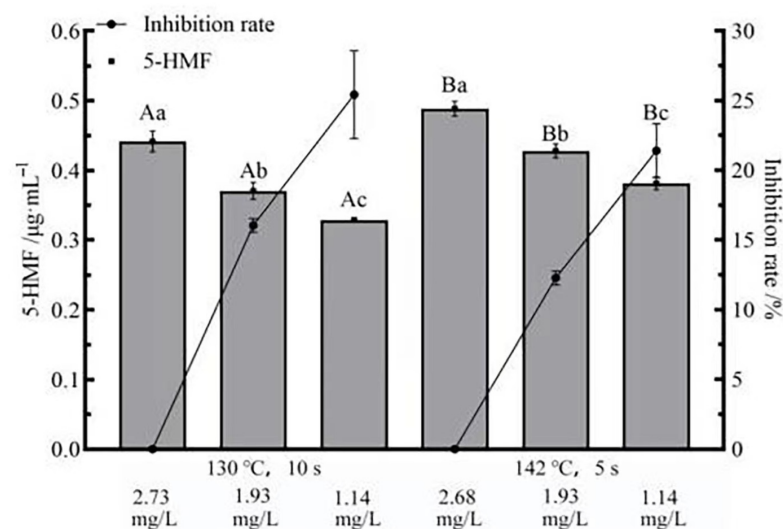 Inhibition rate
5-HMF
5-HMF /μg·mL⁻¹
0.6
0.5
0.4
0.3
0.2
0.1
0.0
Aa
Ab
Ac
Ba
Bb
Bc
30
25
20
15
10
5
0
Inhibition rate /%
130 °C, 10 s
142 °C, 5 s
2.73 mg/L
1.93 mg/L
1.14 mg/L
2.68 mg/L
1.93 mg/L
1.14 mg/L